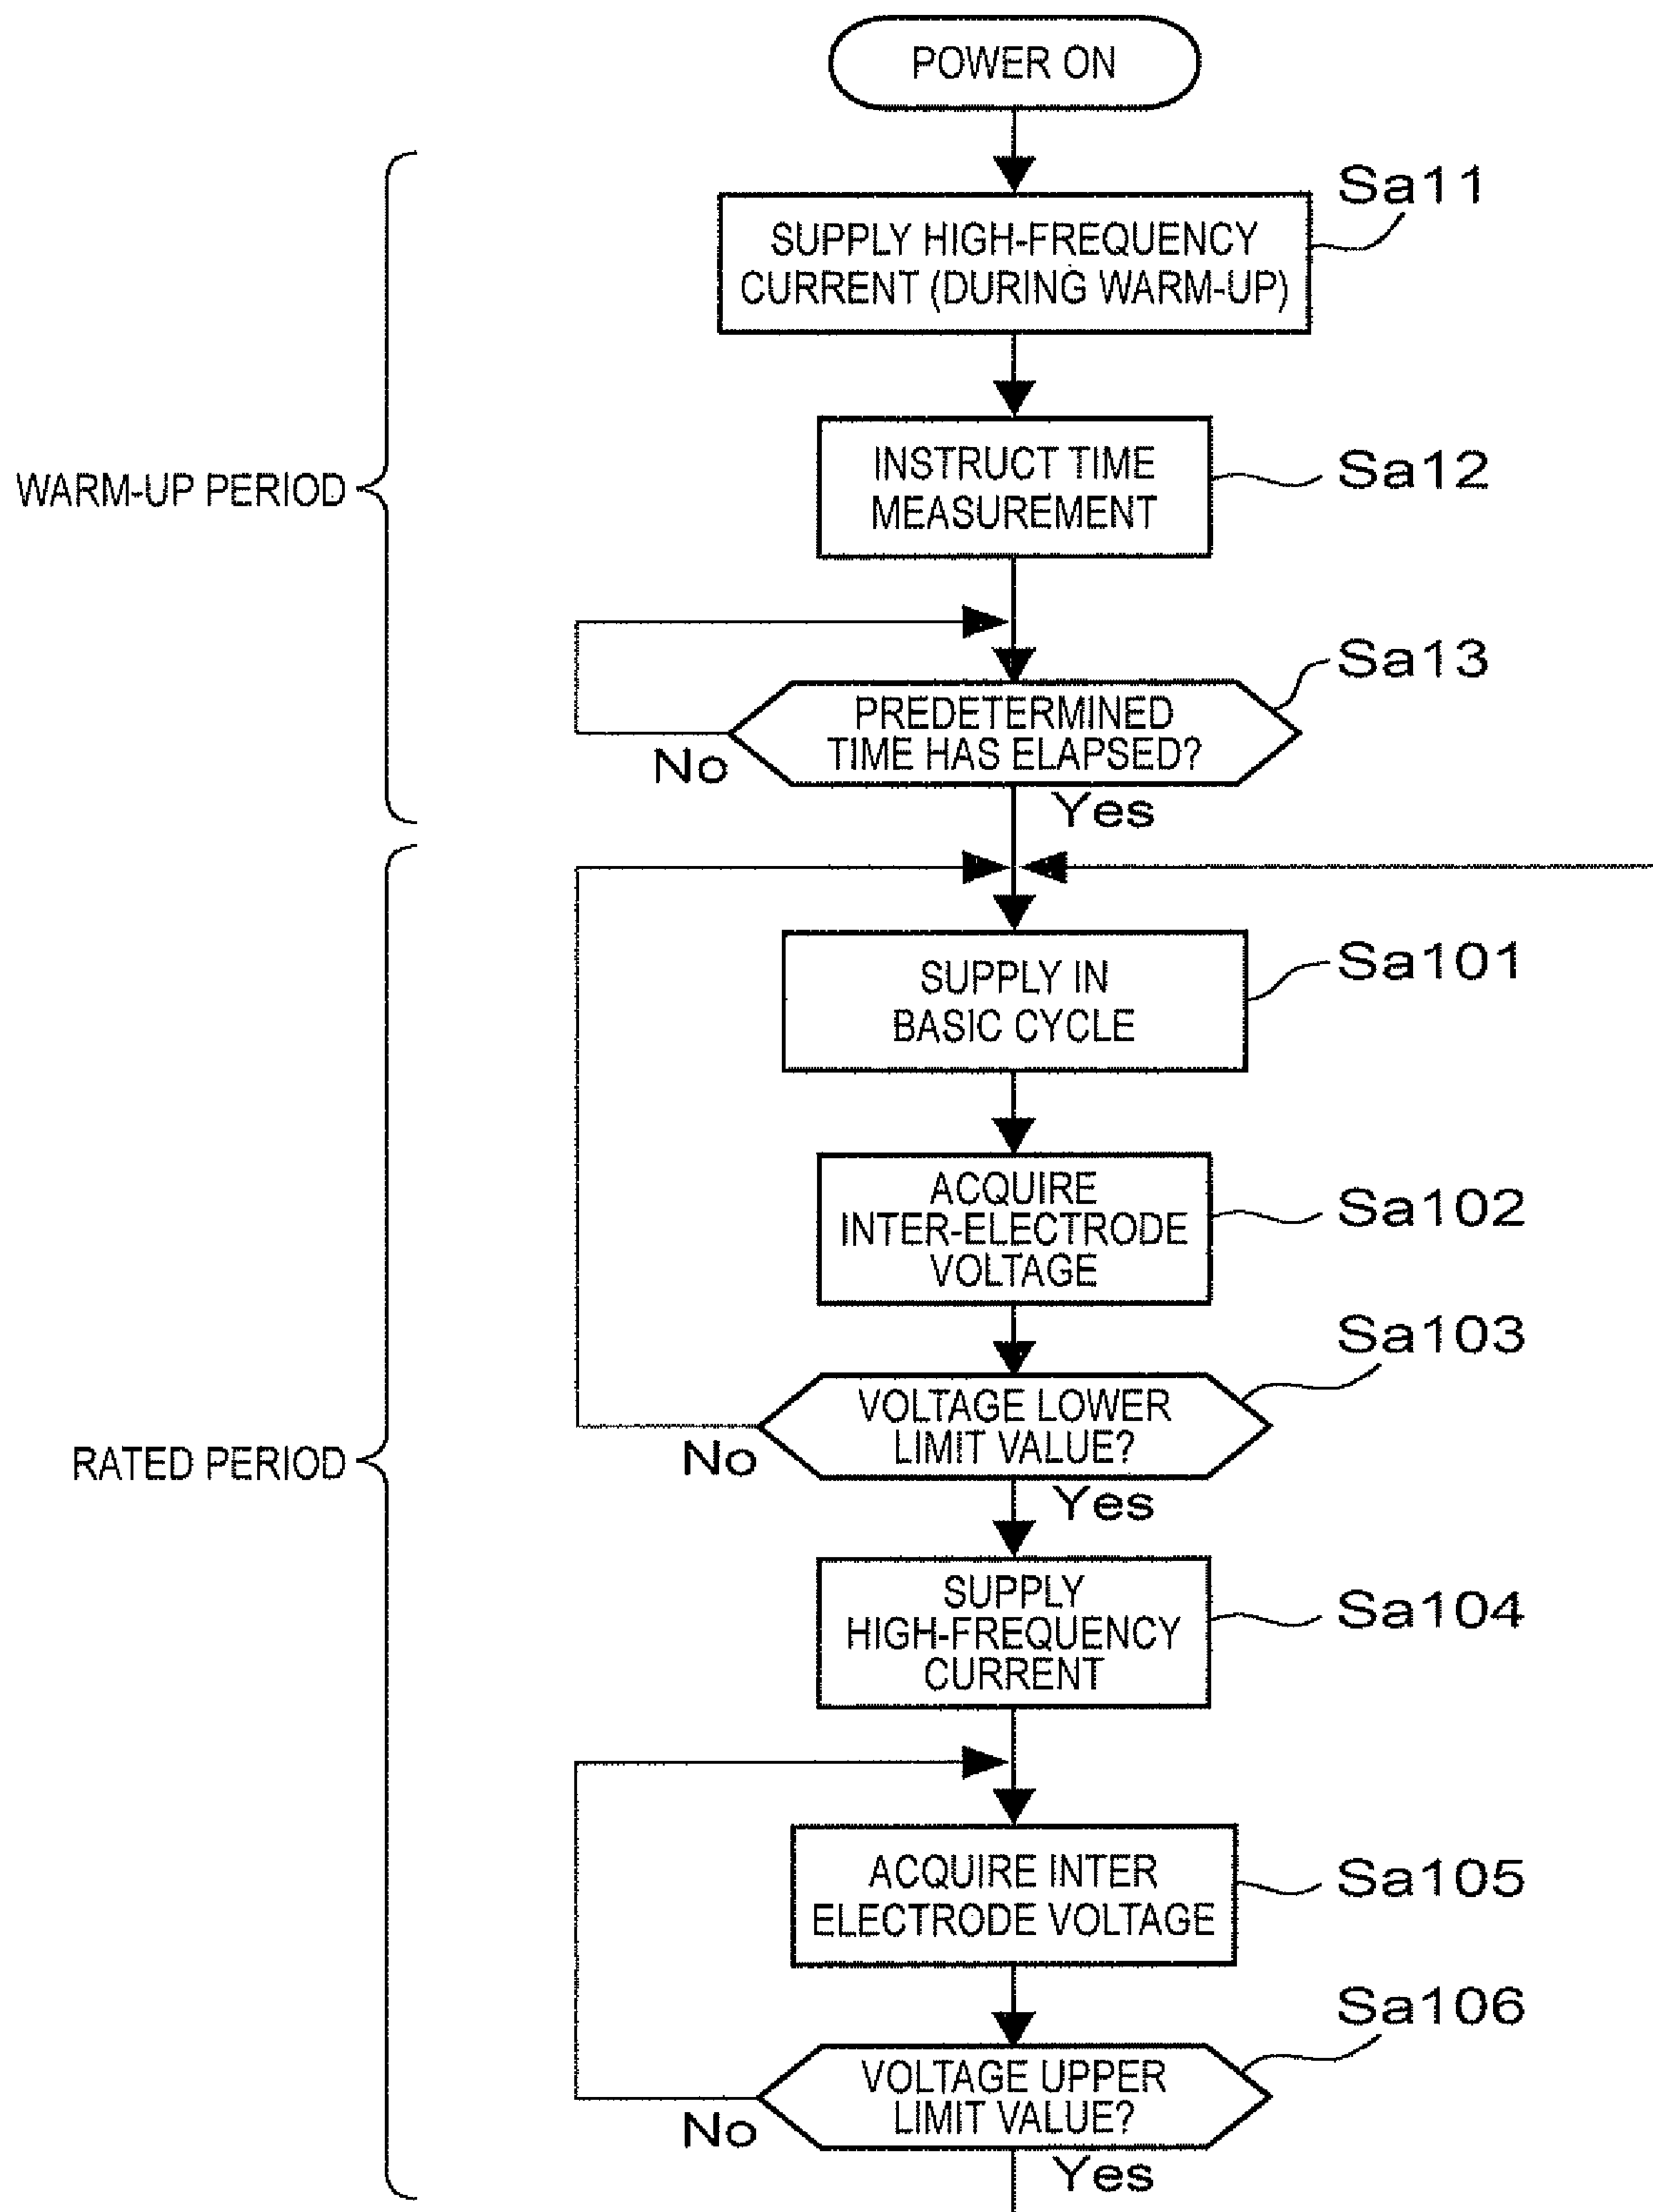 POWER ON
Sa11
SUPPLY HIGH-FREQUENCY
CURRENT (DURING WARM-UP)
INSTRUCT TIME
MEASUREMENT
Sa12
WARM-UP PERIOD
Sa13
PREDETERMINED
TIME HAS ELAPSED?
No
Yes
SUPPLY IN
BASIC CYCLE
Sa101
ACQUIRE
INTER-ELECTRODE
VOLTAGE
Sa102
Sa103
VOLTAGE LOWER
LIMIT VALUE?
No
Yes
RATED PERIOD
SUPPLY
HIGH-FREQUENCY
CURRENT
Sa104
ACQUIRE INTER
ELECTRODE VOLTAGE
Sa105
Sa106
VOLTAGE UPPER
LIMIT VALUE?
No
Yes